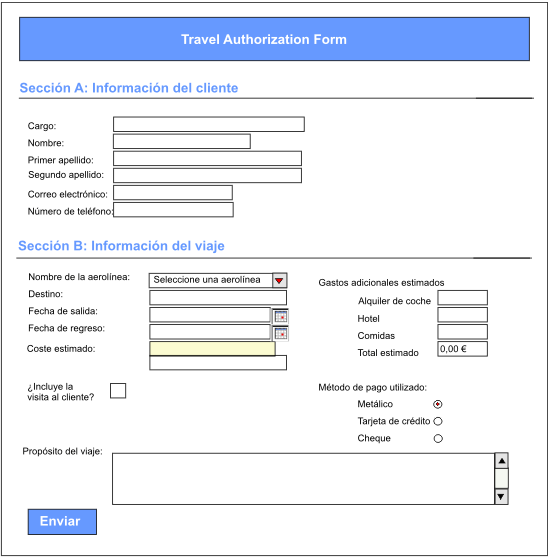 Travel Authorization Form
Sección A: Información del cliente
Cargo:
Nombre:
Primer apellido:
Segundo apellido:
Correo electrónico:
Número de teléfono:
Sección B: Información del viaje
Nombre de la aerolínea:
Seleccione una aerolínea
Destino:
Fecha de salida:
Fecha de regreso:
Coste estimado:
Gastos adicionales estimados
Alquiler de coche
Hotel
Comidas
Total estimado
0,00 €
¿Incluye la
visita al cliente?
Método de pago utilizado:
Metálico
Tarjeta de crédito
Cheque
Propósito del viaje:
Enviar